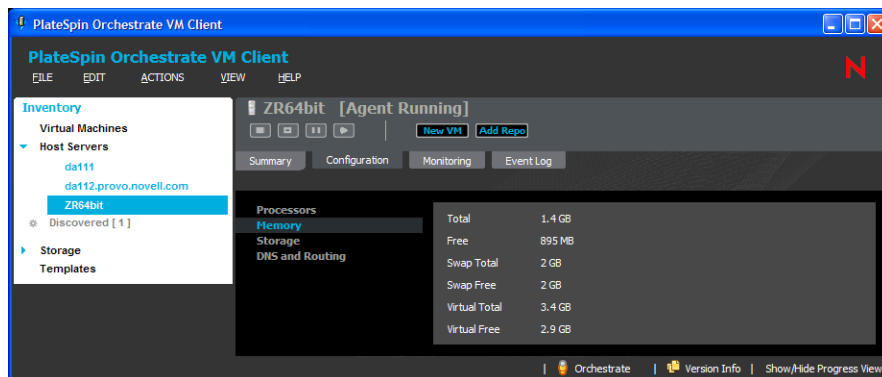 PlateSpin Orchestrate VM Client
PlateSpin Orchestrate VM Client
FILE EDIT ACTIONS VIEW HELP
N
Inventory
Virtual Machines
Host Servers
da111
da112.provo.novell.com
ZR64bit
Discovered [ 1 ]
Storage
Templates
ZR64bit [Agent Running]
New VM Add Repo
Summary Configuration Monitoring Event Log
Processors
Memory
Storage
DNS and Routing
Total 1.4 GB
Free 895 MB
Swap Total 2 GB
Swap Free 2 GB
Virtual Total 3.4 GB
Virtual Free 2.9 GB
| Orchestrate | Version Info | Show/Hide Progress View